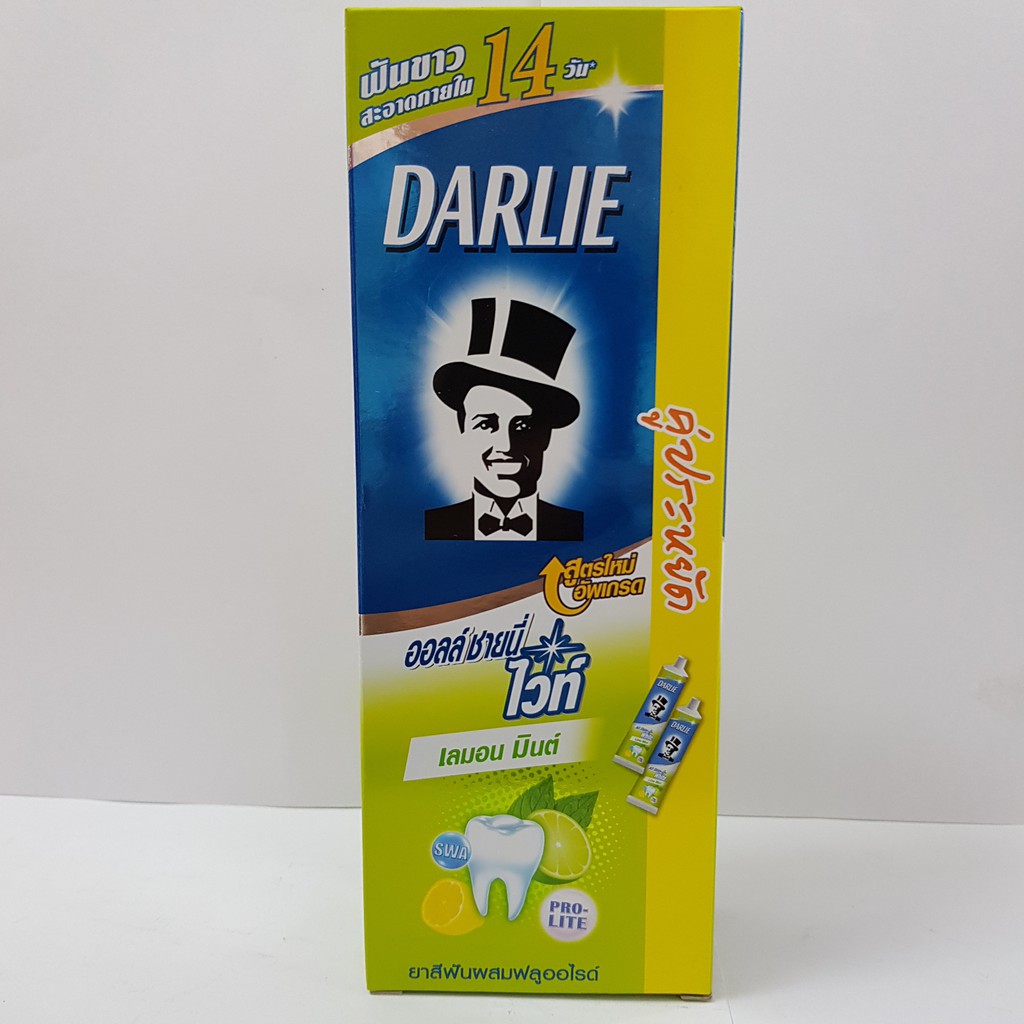 ฟันขาว
สะอาดภายใน 14 วัน*
DARLIE
สูตรใหม่
อัพเกรด
ออลล์ ชายนี่
ไวท์
เลมอน มินต์
SWA
PRO-
LITE
ยาสีฟันผสมฟลูออไรด์
คู่ประหยัด
DARLIE
DARLIE